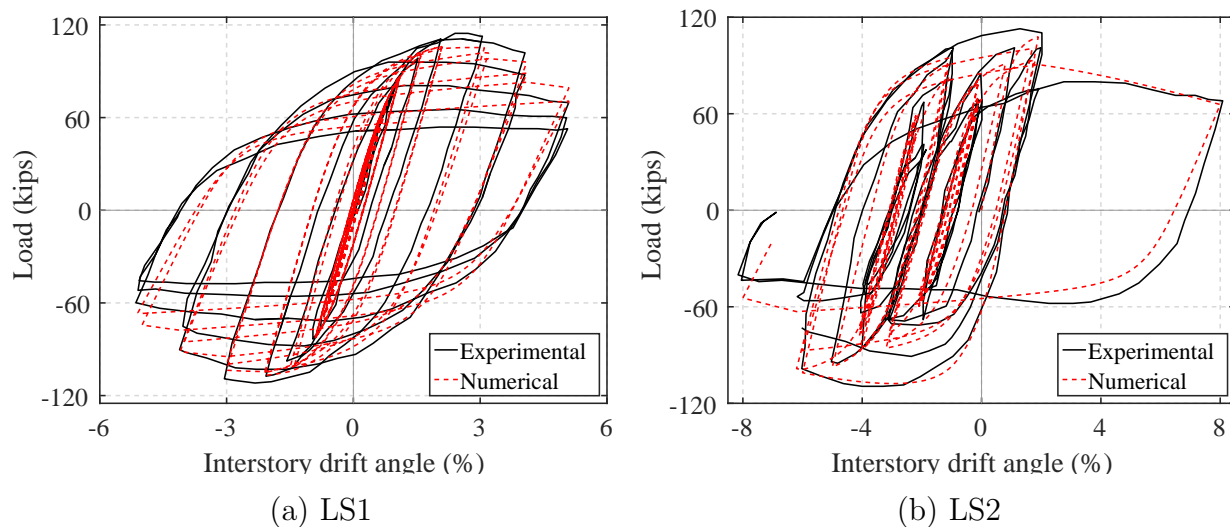 120
60
0
-60
-120
Load (kips)
-6 -3 0 3 6
Interstory drift angle (%)
Experimental
Numerical
(a) LS1
120
60
0
-60
-120
Load (kips)
-8 -4 0 4 8
Interstory drift angle (%)
Experimental
Numerical
(b) LS2